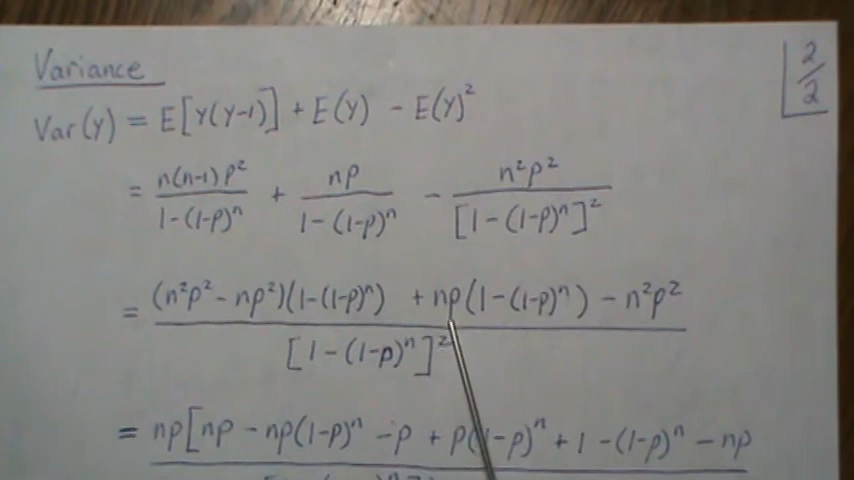 Variance
2/2
Var(Y) = E[Y(Y-1)] + E(Y) - E(Y)²
= n(n-1)p² / 1-(1-p)ⁿ + np / 1-(1-p)ⁿ - n²p² / [1-(1-p)ⁿ]²
= (n²p² - np²)(1-(1-p)ⁿ) + np(1-(1-p)ⁿ) - n²p² / [1-(1-p)ⁿ]²
= np[np - np(1-p)ⁿ - p + p(1-p)ⁿ + 1 - (1-p)ⁿ - np